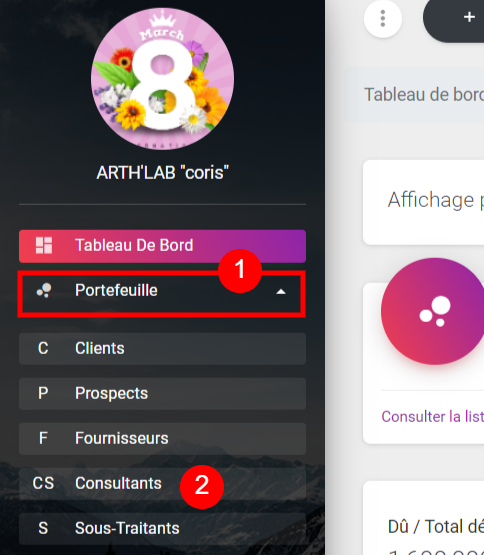 March
8
ARTH'LAB "coris"
Tableau De Bord
1
Portefeuille
C Clients
P Prospects
F Fournisseurs
CS Consultants
2
S Sous-Traitants
+
Tableau de bord
Affichage p
Consulter la list
Dû / Total dé